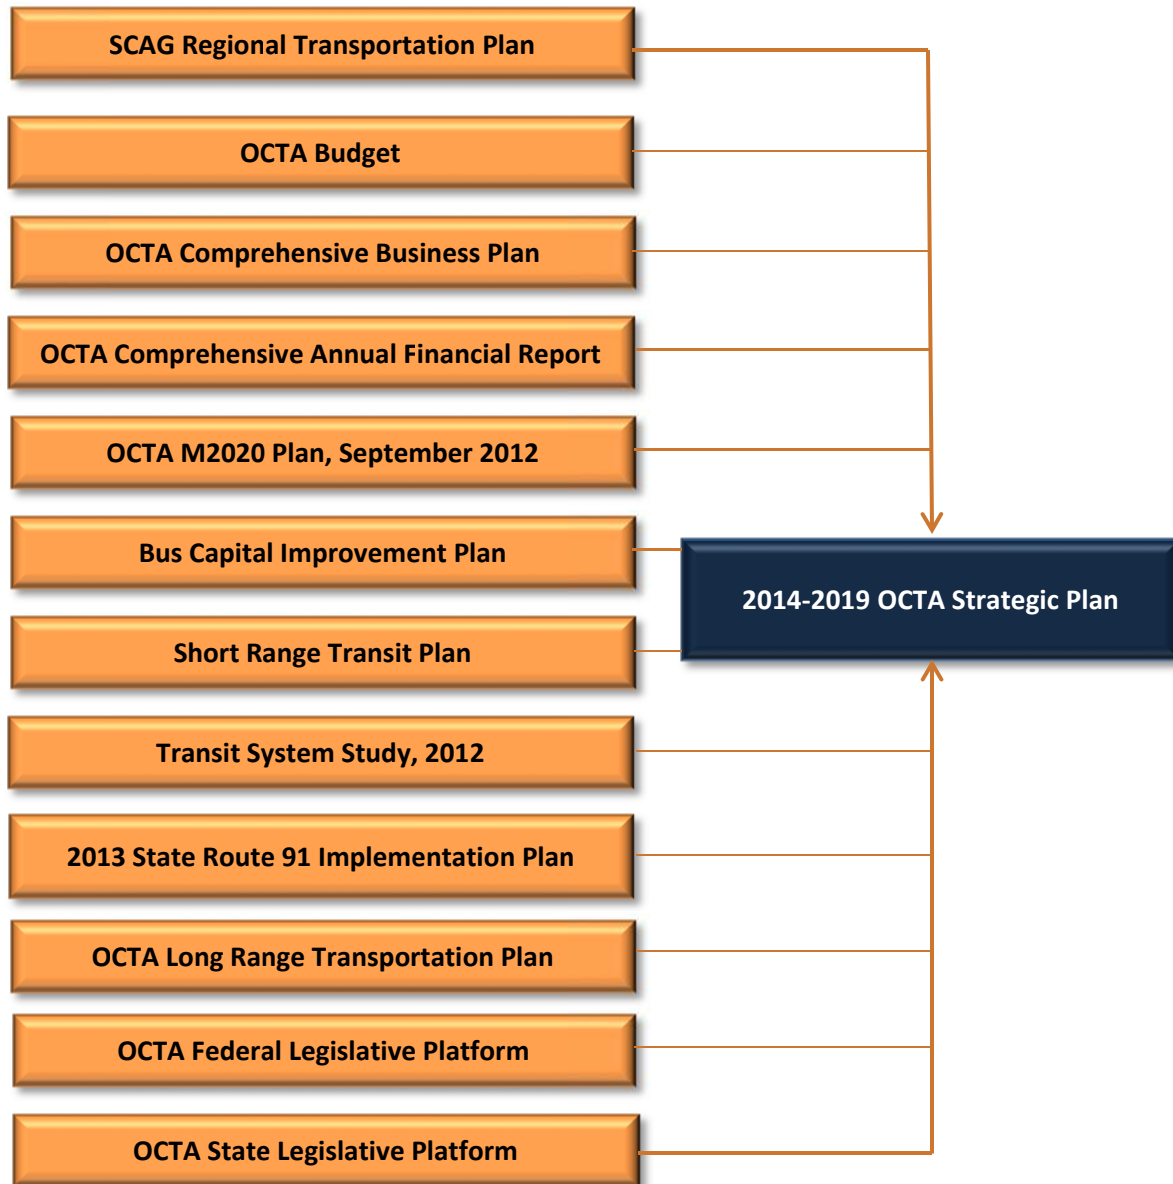 SCAG Regional Transportation Plan
OCTA Budget
OCTA Comprehensive Business Plan
OCTA Comprehensive Annual Financial Report
OCTA M2020 Plan, September 2012
Bus Capital Improvement Plan
2014-2019 OCTA Strategic Plan
Short Range Transit Plan
Transit System Study, 2012
2013 State Route 91 Implementation Plan
OCTA Long Range Transportation Plan
OCTA Federal Legislative Platform
OCTA State Legislative Platform